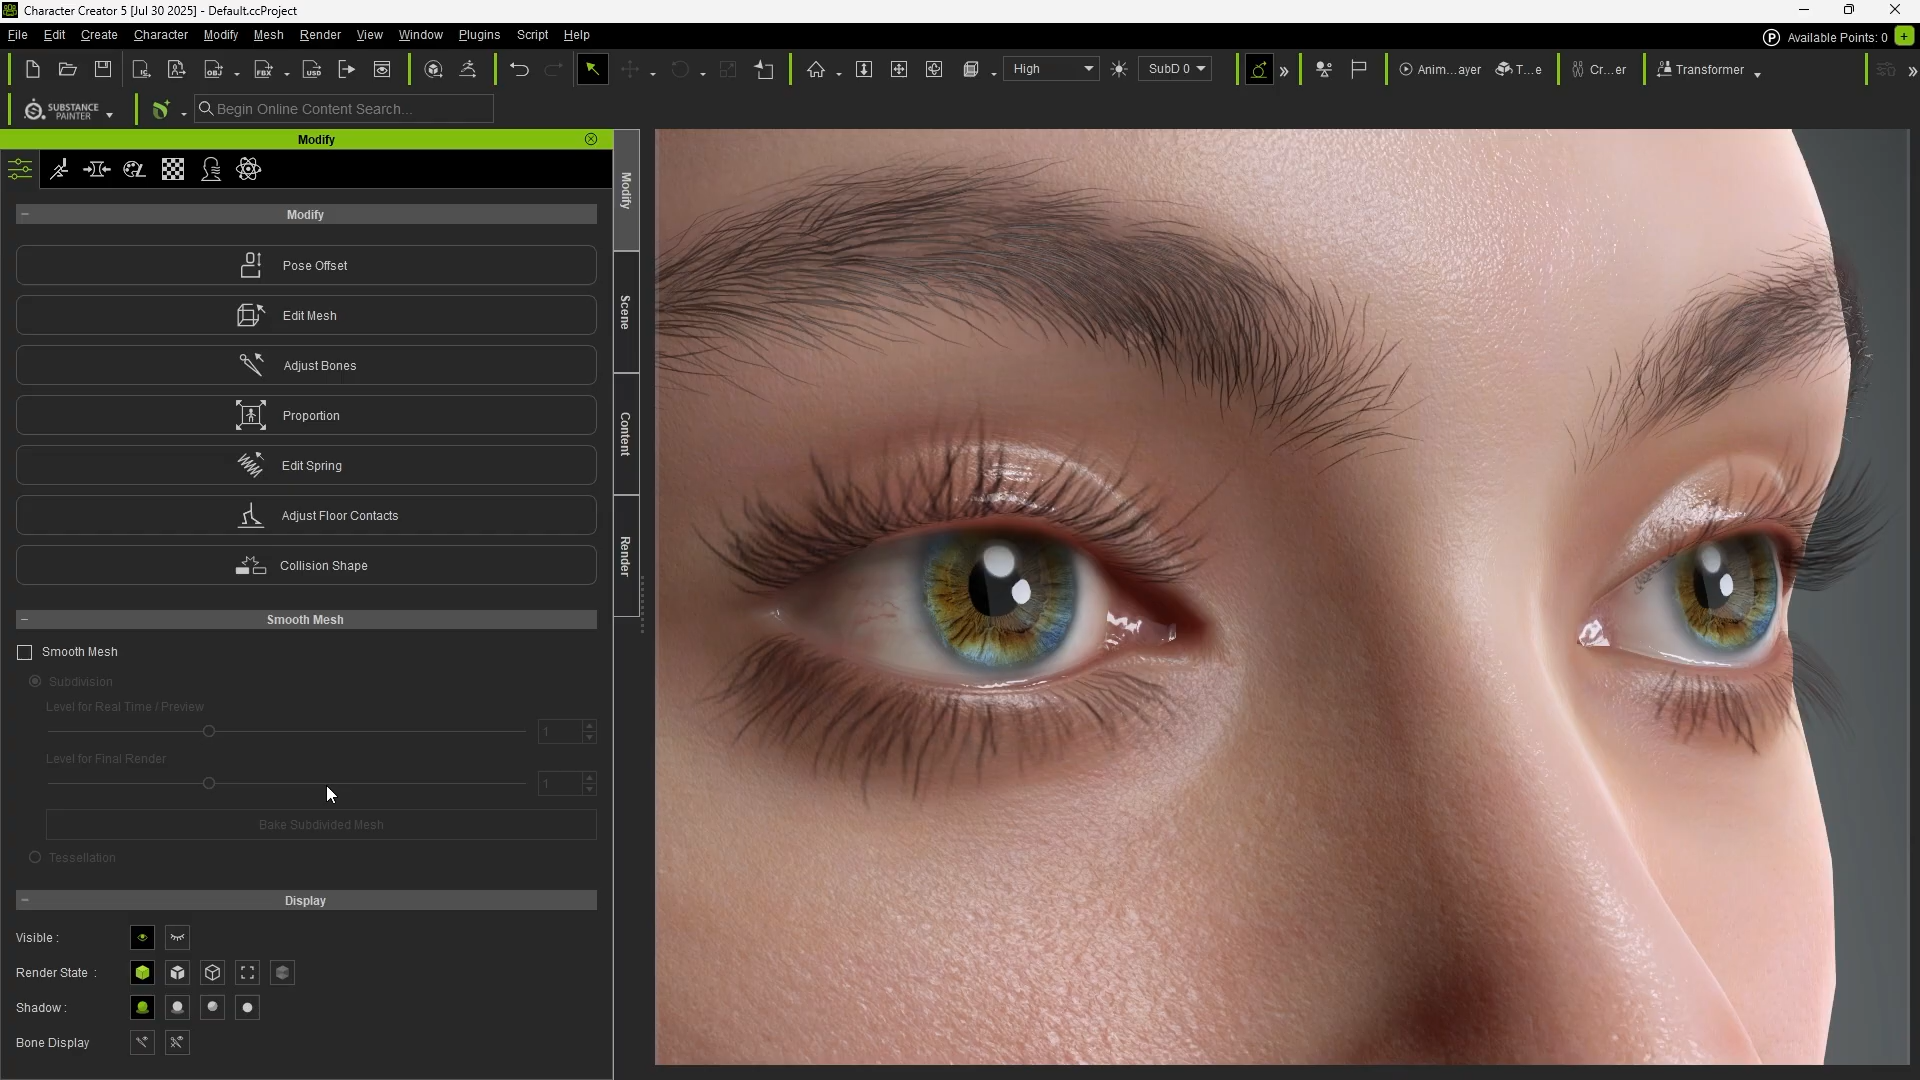 Character Creator 5 [Jul 30 2025] - Default.ccProject
File Edit Create Character Modify Mesh Render View Window Plugins Script Help
P Available Points: 0 +
IC
OBJ
FBX
USD
High
SubD 0
Anim...ayer
T...e
Cr...er
Transformer
SUBSTANCE
PAINTER
Begin Online Content Search...
Modify
Modify
Scene
Content
Render
Modify
Pose Offset
Edit Mesh
Adjust Bones
Proportion
Edit Spring
Adjust Floor Contacts
Collision Shape
Smooth Mesh
Smooth Mesh
Subdivision
Level for Real Time / Preview
1
Level for Final Render
1
Bake Subdivided Mesh
Tessellation
Display
Visible :
Render State :
Shadow :
Bone Display